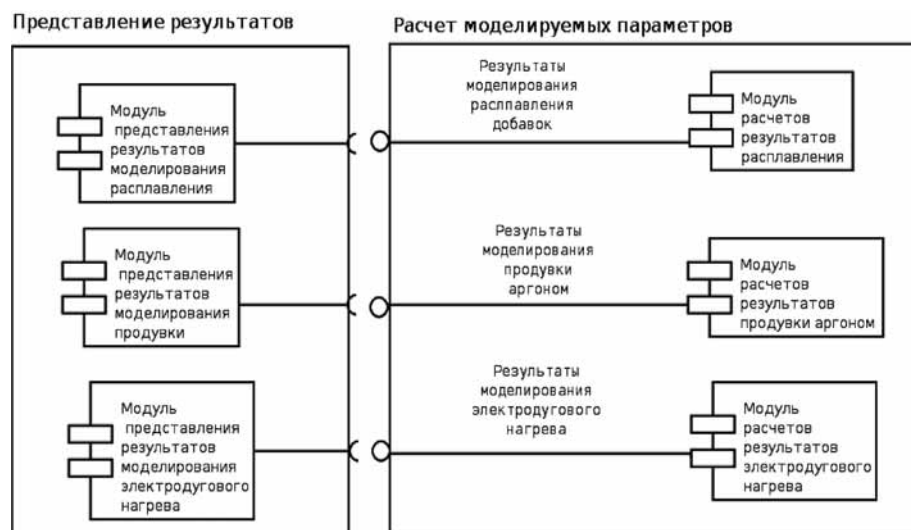 Представление результатов
Расчет моделируемых параметров
Модуль
представления
результатов
моделирования
расплавления
Результаты
моделирования
расппавления
добавок
Модуль
расчетов
результатов
расплавления
Модуль
представления
результатов
моделирования
продувки
Результаты
моделирования
продувки
аргоном
Модуль
расчетов
результатов
продувки аргоном
Модуль
представления
результатов
моделирования
электродугового
нагрева
Результаты
моделирования
электродугового
нагрева
Модуль
расчетов
результатов
электродугового
нагрева